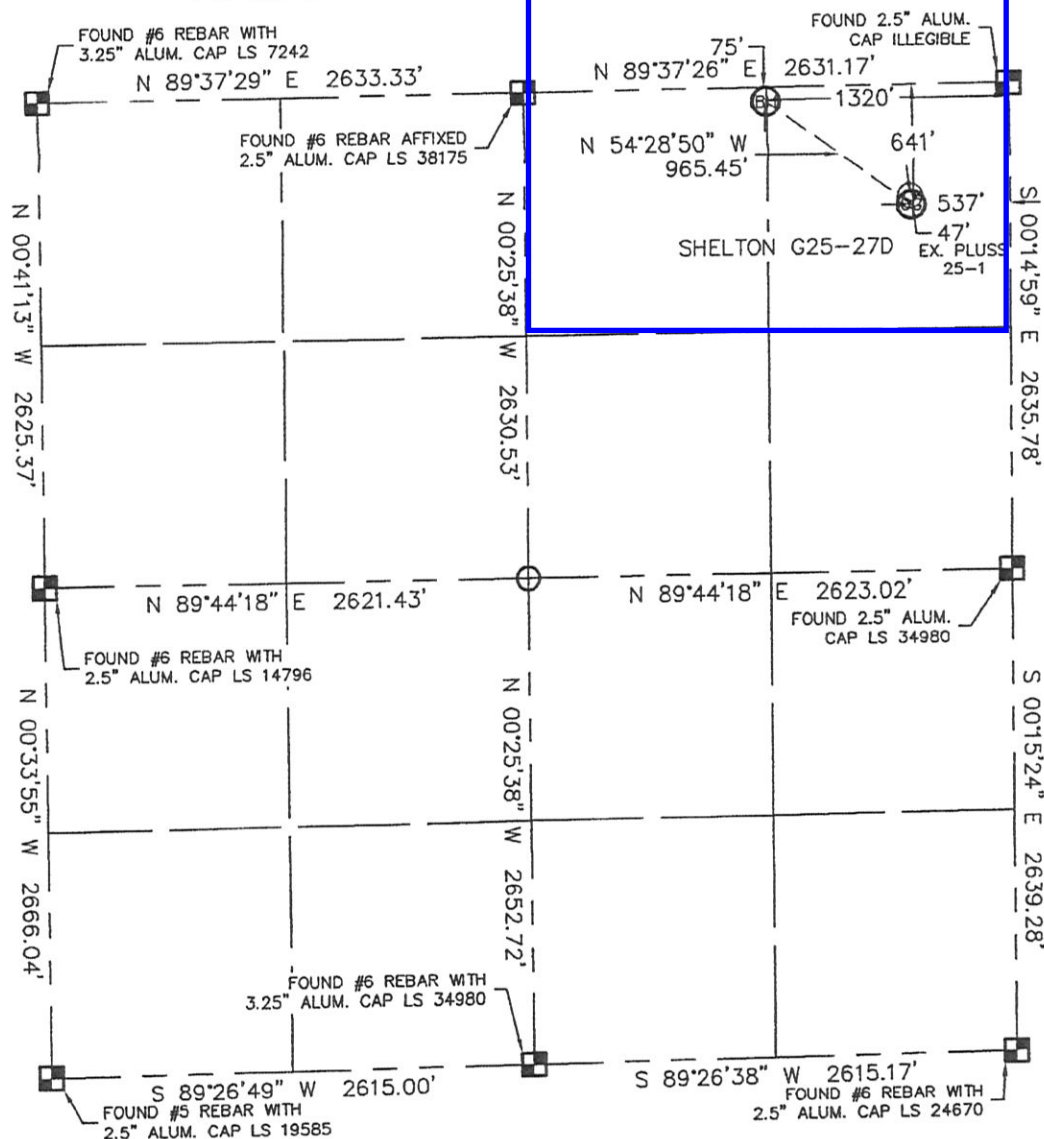 FOUND #6 REBAR WITH
3.25" ALUM. CAP LS 7242
N 89°37'29" E 2633.33'
FOUND #6 REBAR AFFIXED
2.5" ALUM. CAP LS 38175
75'
N 89°37'26" E 2631.17'
FOUND 2.5" ALUM.
CAP ILLEGIBLE
1320'
N 54°28'50" W
965.45'
641'
537'
47'
EX. PLUSS
25-1
SHELTON G25-27D
N 00°41'13" W 2625.37'
N 00°25'38" W 2630.53'
S 00°14'59" E 2635.78'
N 89°44'18" E 2621.43'
N 89°44'18" E 2623.02'
FOUND 2.5" ALUM.
CAP LS 34980
FOUND #6 REBAR WITH
2.5" ALUM. CAP LS 14796
N 00°33'55" W 2666.04'
N 00°25'38" W 2652.72'
S 00°15'24" E 2639.28'
FOUND #6 REBAR WITH
3.25" ALUM. CAP LS 34980
S 89°26'49" W 2615.00'
S 89°26'38" W 2615.17'
FOUND #5 REBAR WITH
2.5" ALUM. CAP LS 19585
FOUND #6 REBAR WITH
2.5" ALUM. CAP LS 24670